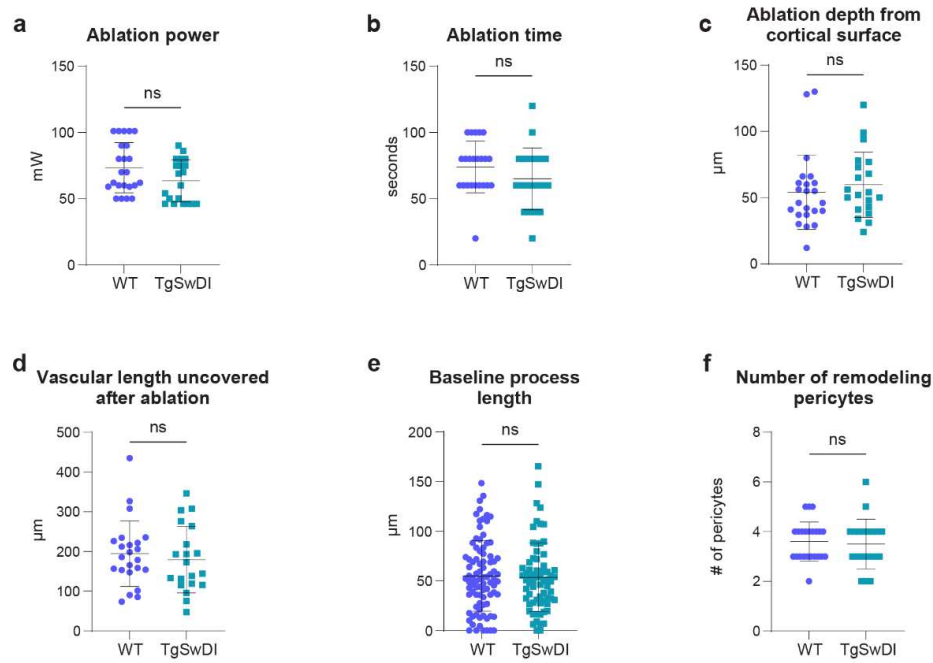 a
Ablation power
150
100
50
0
mW
ns
WT
TgSwDI
b
Ablation time
150
100
50
0
seconds
ns
WT
TgSwDI
c
Ablation depth from
cortical surface
150
100
50
0
µm
ns
WT
TgSwDI
d
Vascular length uncovered
after ablation
500
400
300
200
100
0
µm
ns
WT
TgSwDI
e
Baseline process
length
200
150
100
50
0
µm
ns
WT
TgSwDI
f
Number of remodeling
pericytes
8
6
4
2
0
# of pericytes
ns
WT
TgSwDI